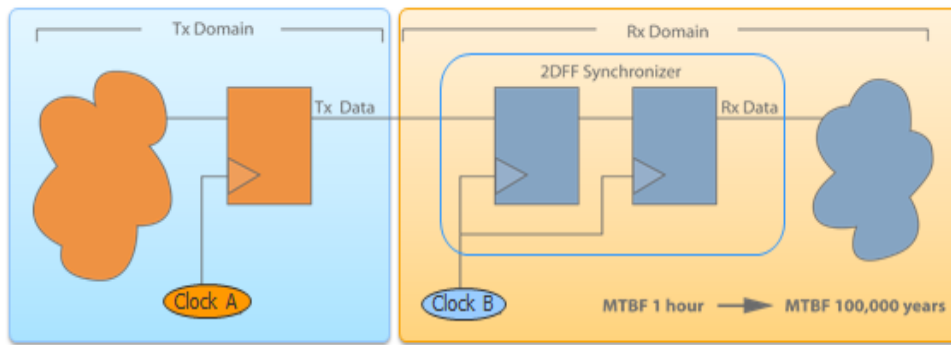 Tx Domain
Rx Domain
2DFF Synchronizer
Tx Data
Rx Data
Clock A
Clock B
MTBF 1 hour
MTBF 100,000 years